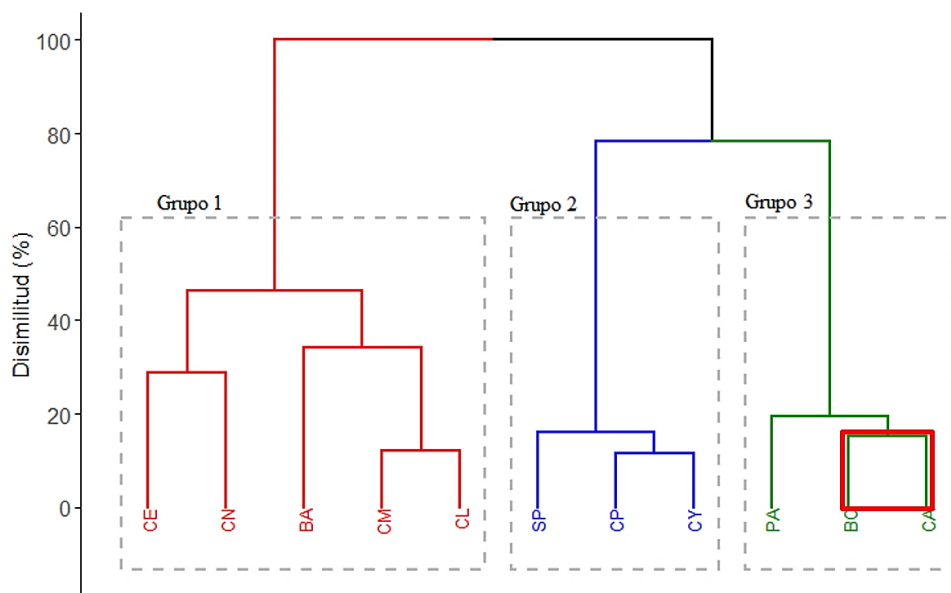 Disimilitud (%)
100
80
60
40
20
0
Grupo 1
Grupo 2
Grupo 3
CE
CN
BA
CM
CL
SP
CP
CY
PA
BC
CA